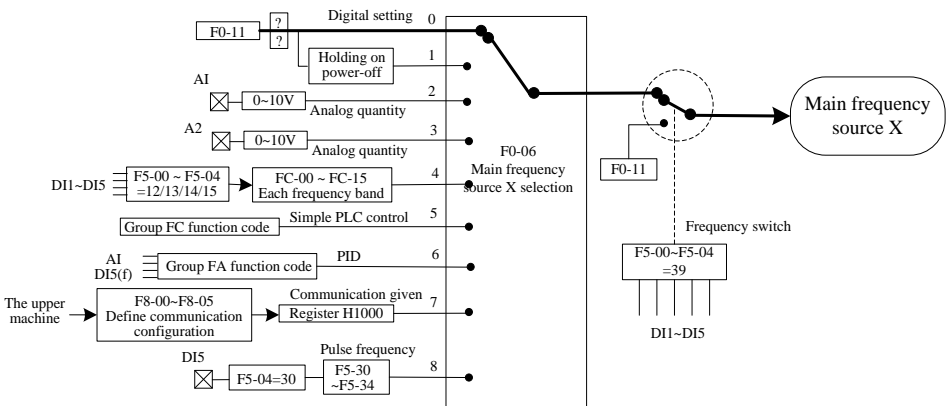 Digital setting 0
F0-11
?
?
Holding on
power-off
1
AI
0~10V
Analog quantity
2
A2
0~10V
Analog quantity
3
DI1~DI5
F5-00 ~ F5-04
=12/13/14/15
FC-00 ~ FC-15
Each frequency band
4
Group FC function code
Simple PLC control
5
AI
DI5(f)
Group FA function code
PID
6
The upper
machine
F8-00~F8-05
Define communication
configuration
Communication given
Register H1000
7
DI5
F5-04=30
Pulse frequency
F5-30
~F5-34
8
F0-06
Main frequency
source X selection
F0-11
Frequency switch
F5-00~F5-04
=39
DI1~DI5
Main frequency
source X